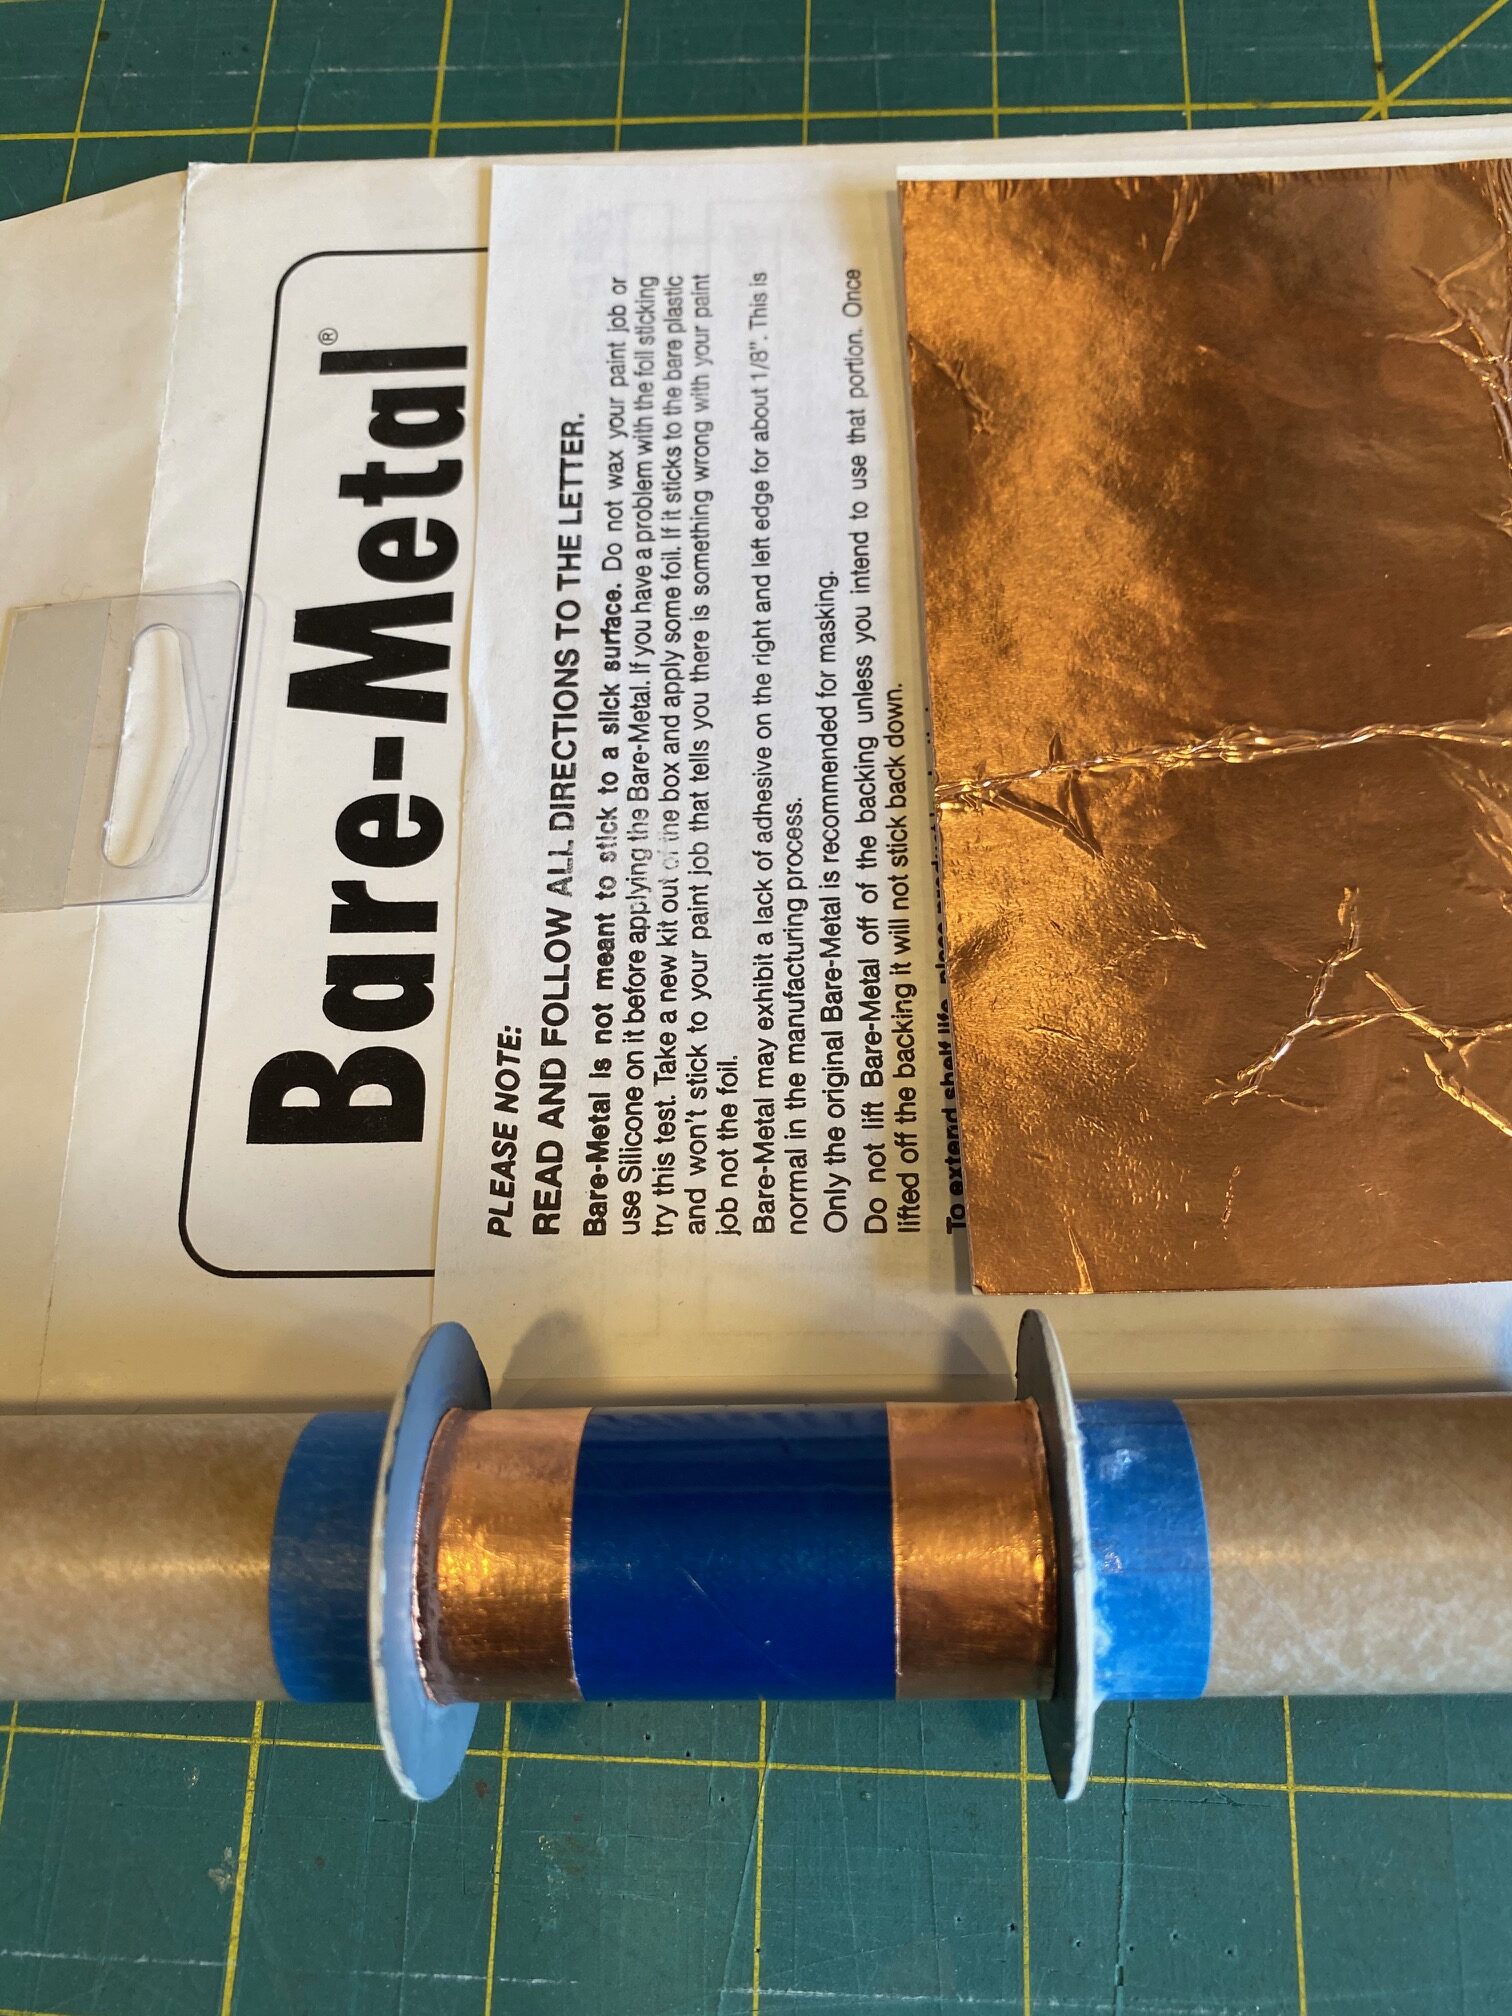 Bare-Metal®
PLEASE NOTE:
READ AND FOLLOW ALL DIRECTIONS TO THE LETTER.
Bare-Metal is not meant to stick to a slick surface. Do not wax your paint job or
use Silicone on it before applying the Bare-Metal. If you have a problem with the foil sticking
try this test. Take a new kit out of the box and apply some foil. If it sticks to the bare plastic
and won't stick to your paint job that tells you there is something wrong with your paint
job not the foil.
Bare-Metal may exhibit a lack of adhesive on the right and left edge for about 1/8". This is
normal in the manufacturing process.
Only the original Bare-Metal is recommended for masking.
Do not lift Bare-Metal off of the backing unless you intend to use that portion. Once
lifted off the backing it will not stick back down.
To extend shelf life,